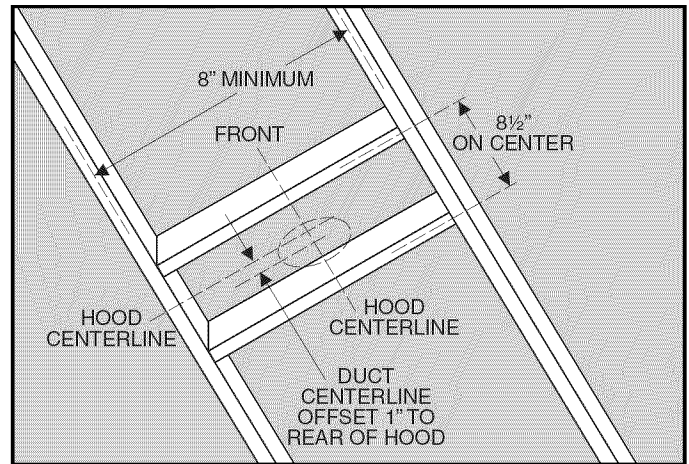 8” MINIMUM
FRONT
8½”
ON CENTER
HOOD
CENTERLINE
HOOD
CENTERLINE
DUCT
CENTERLINE
OFFSET 1” TO
REAR OF HOOD